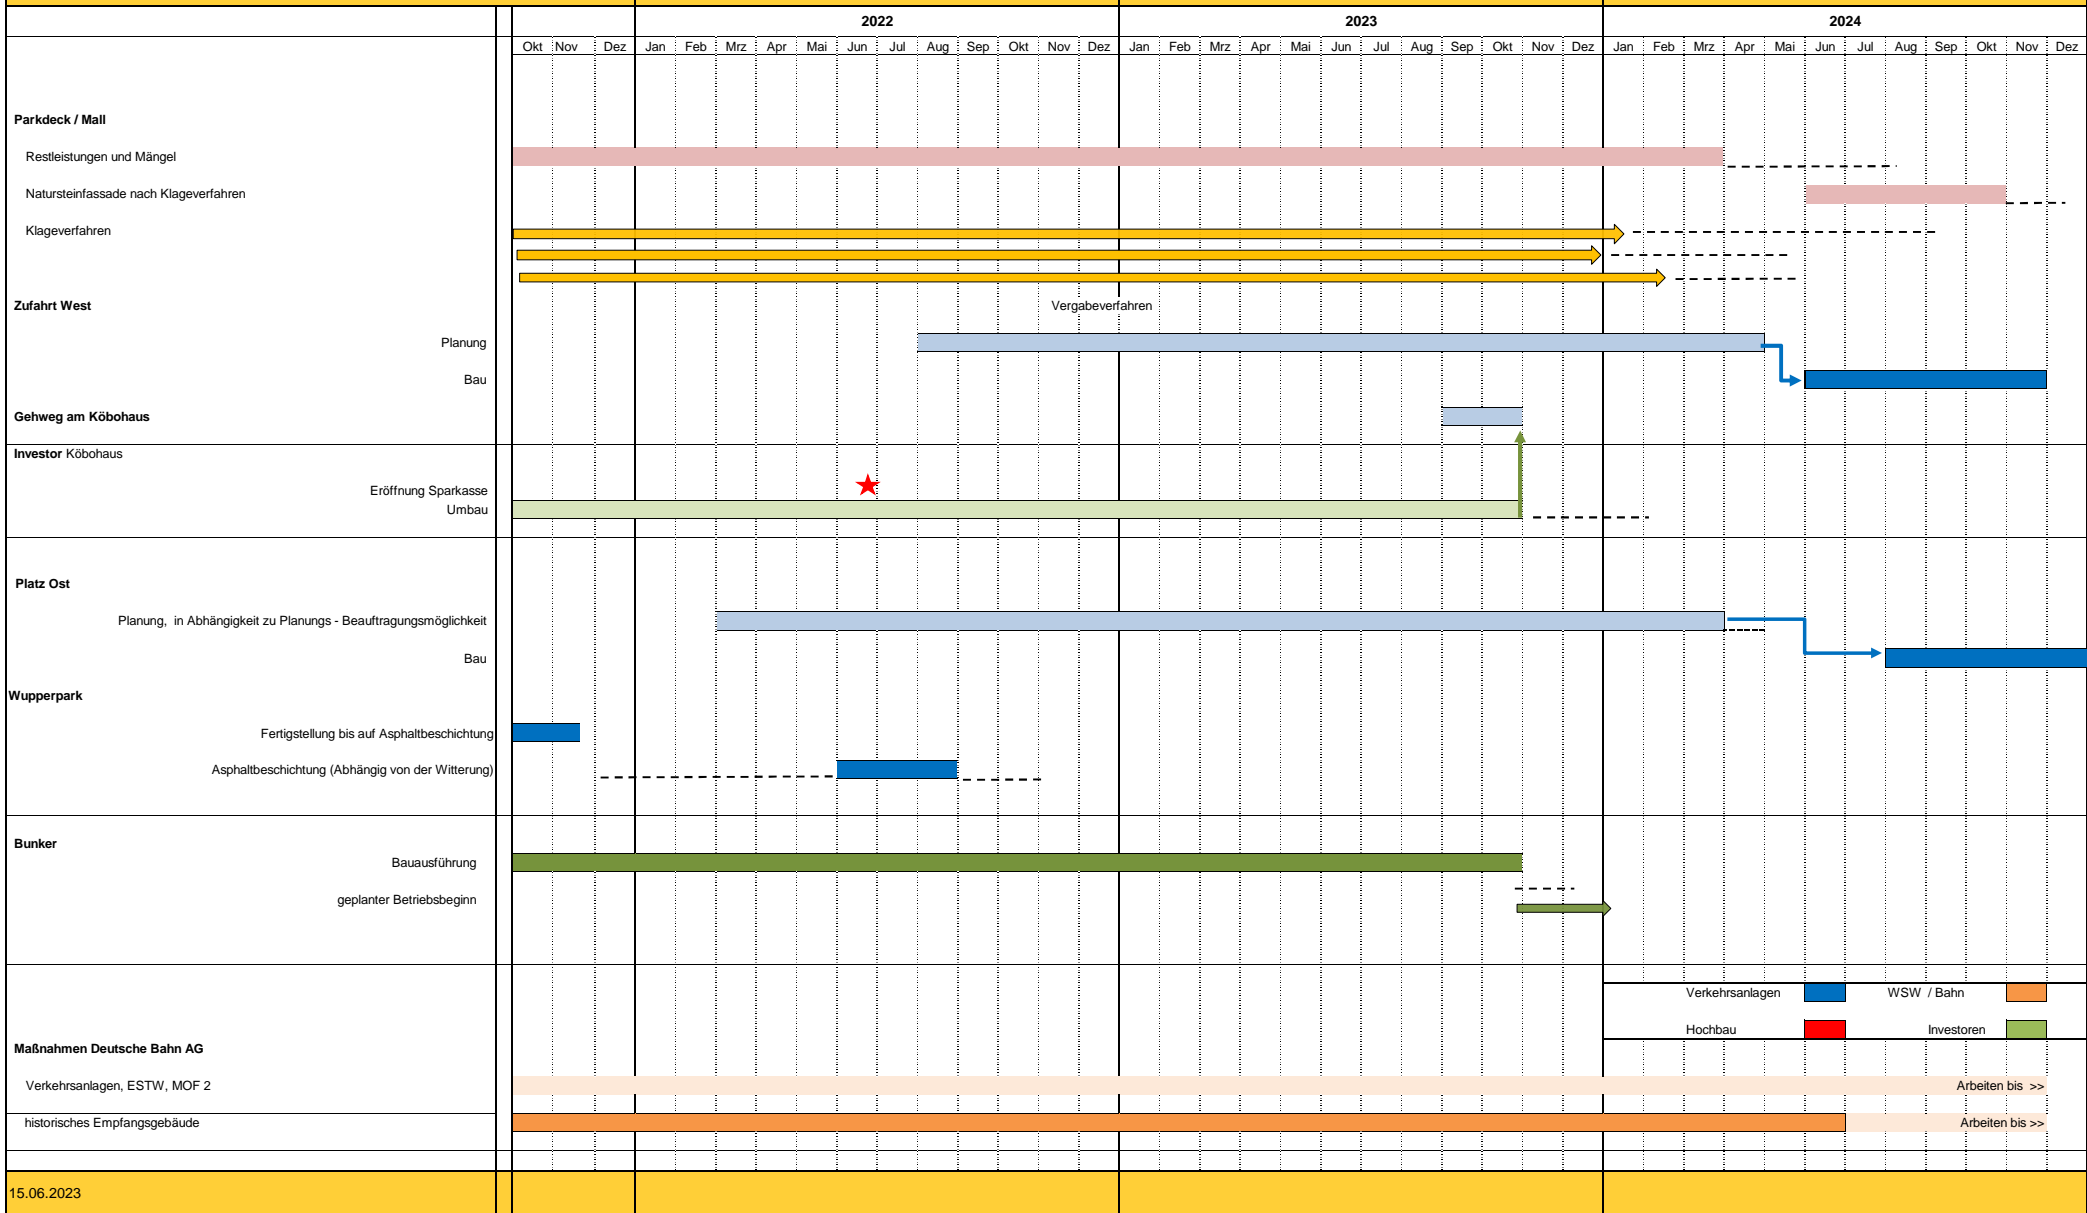 2022 2023 2024
Okt Nov Dez Jan Feb Mrz Apr Mai Jun Jul Aug Sep Okt Nov Dez Jan Feb Mrz Apr Mai Jun Jul Aug Sep Okt Nov Dez Jan Feb Mrz Apr Mai Jun Jul Aug Sep Okt Nov Dez
Parkdeck / Mall
Restleistungen und Mängel
Natursteinfassade nach Klageverfahren
Klageverfahren
Zufahrt West Vergabeverfahren
Planung
Bau
Gehweg am Köbohaus
Investor Köbohaus
Eröffnung Sparkasse
Umbau
Platz Ost
Planung, in Abhängigkeit zu Planungs - Beauftragungsmöglichkeit
Bau
Wupperpark
Fertigstellung bis auf Asphaltbeschichtung
Asphaltbeschichtung (Abhängig von der Witterung)
Bunker
Bauausführung
geplanter Betriebsbeginn
Verkehrsanlagen WSW / Bahn
Hochbau Investoren
Maßnahmen Deutsche Bahn AG
Verkehrsanlagen, ESTW, MOF 2 Arbeiten bis >>
historisches Empfangsgebäude Arbeiten bis >>
15.06.2023